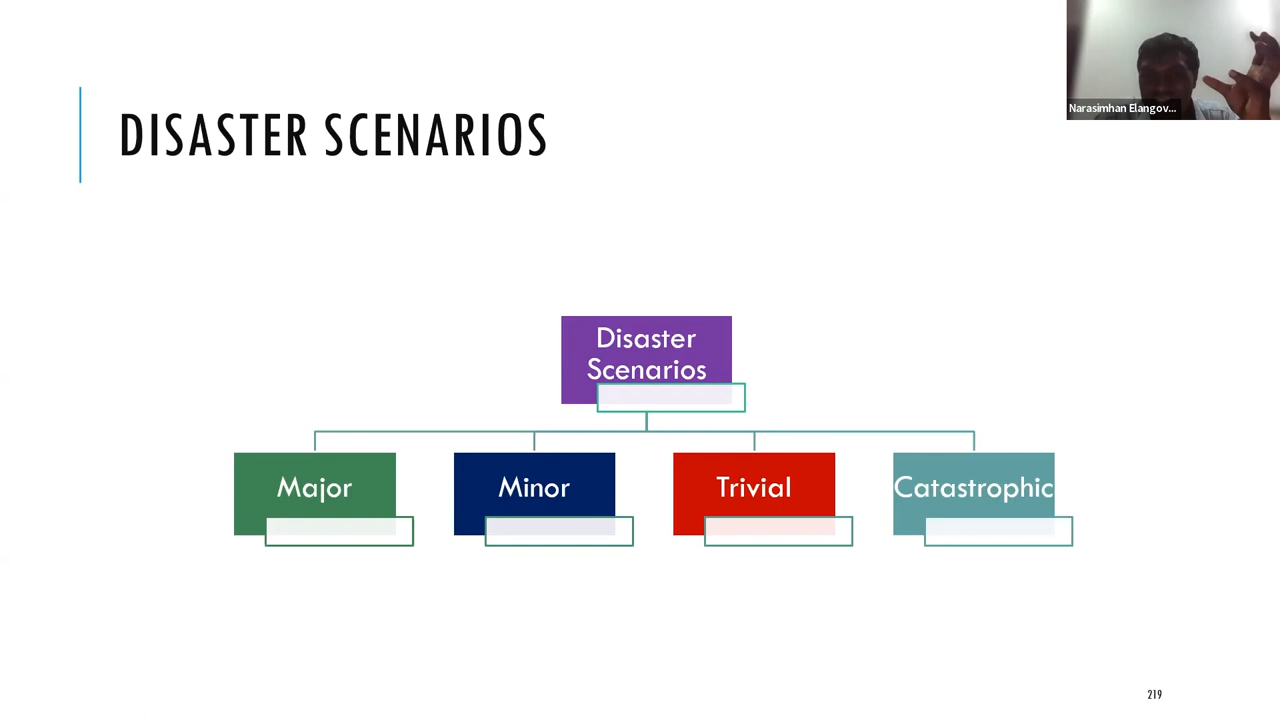 Narasimhan Elangov...
DISASTER SCENARIOS
Disaster
Scenarios
Major
Minor
Trivial
Catastrophic
219